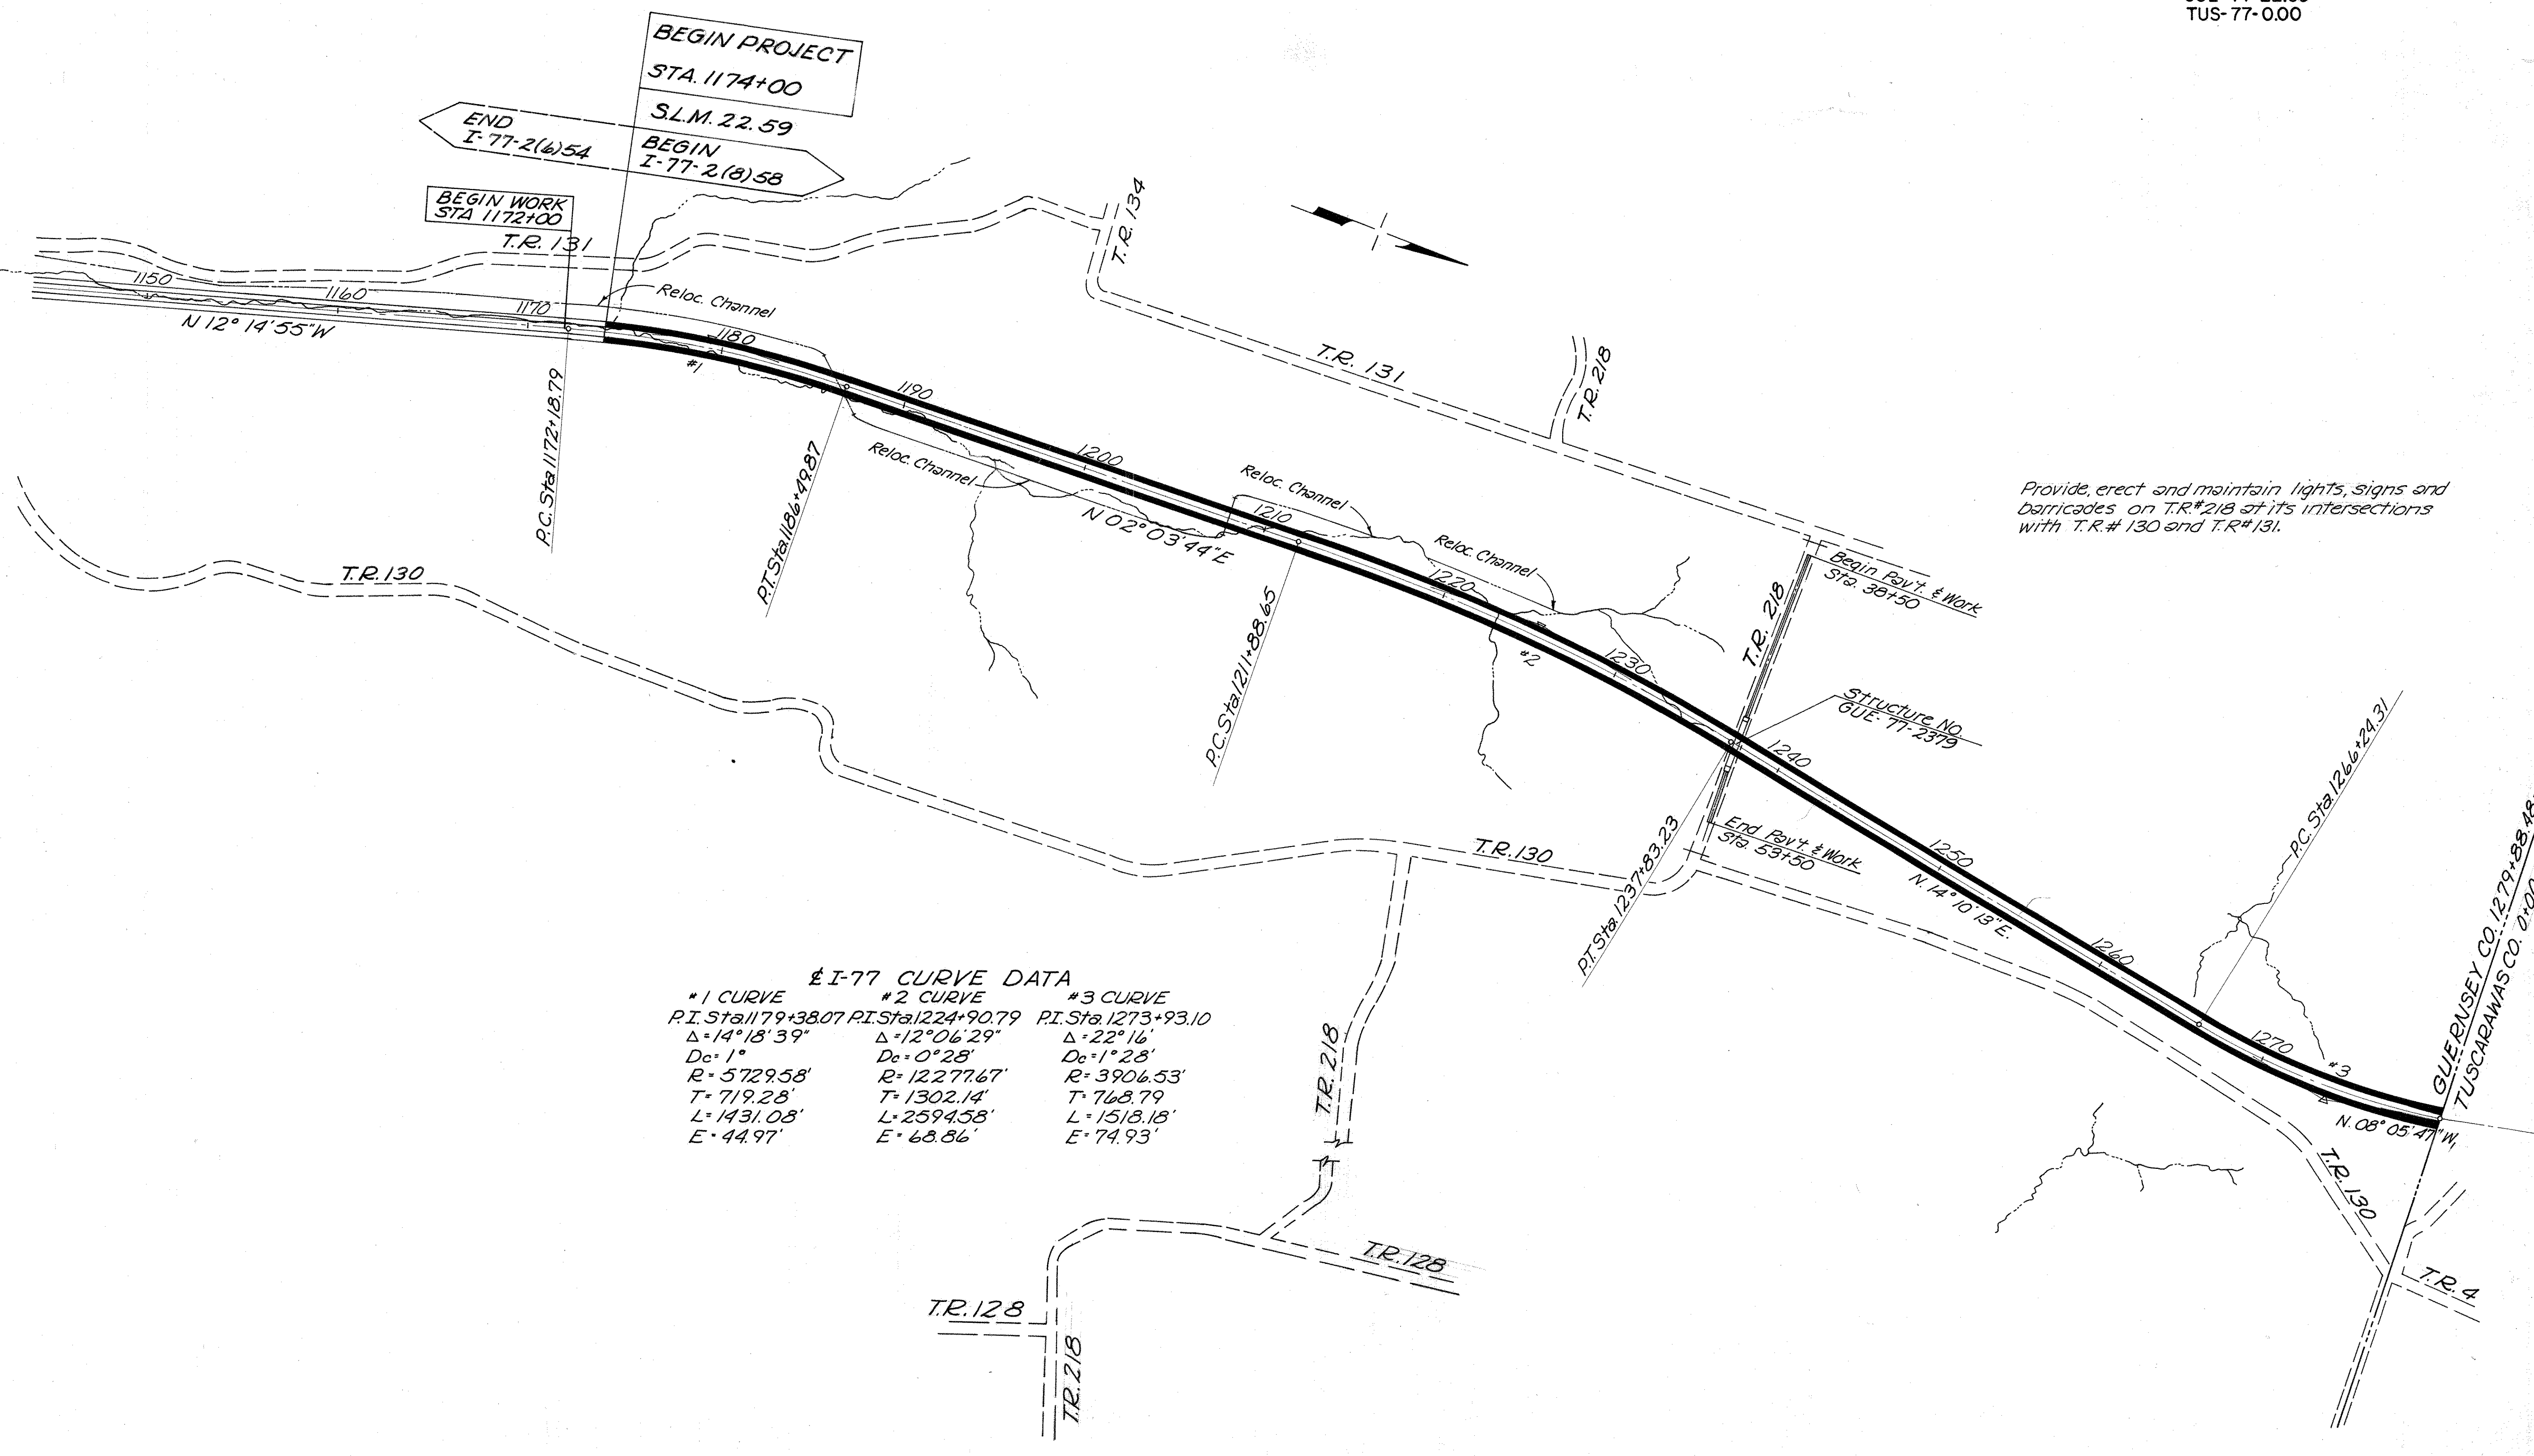 TUS-77-0.00
BEGIN PROJECT
STA. 1174+00
S.L.M. 22.59
END
I-77-2(6)54
BEGIN
I-77-2(8)58
BEGIN WORK
STA 1172+00
T.R. 131
T.R. 134
1150
1160
1170
Reloc. Channel
N 12° 14' 55" W
1180
#1
1190
T.R. 131
T.R. 218
P.C. Sta. 1172+18.79
P.T. Sta. 1186+49.87
Reloc. Channel
1200
Reloc. Channel
1210
N 02° 03' 44" E
Reloc. Channel
1220
Provide, erect and maintain lights, signs and
barricades on T.R.#218 at its intersections
with T.R.# 130 and T.R#131.
Begin Pav't. & Work
Sta. 38+50
T.R. 218
T.R. 130
P.C. Sta. 1211+88.65
#2
1230
Structure NO.
GUE-77-2379
1240
P.C. Sta. 1266+24.31
P.T. Sta. 1237+83.23
End Pav't. & Work
Sta. 53+50
T.R. 130
1250
N. 14° 10' 13" E.
1260
1270
#3
GUERNSEY CO. 1279+88.48
TUSCARAWAS CO. 0+00
N. 08° 05' 47" W.
℄ I-77 CURVE DATA
#1 CURVE #2 CURVE #3 CURVE
P.I. Sta. 1179+38.07 P.I. Sta. 1224+90.79 P.I. Sta. 1273+93.10
Δ = 14° 18' 39" Δ = 12° 06' 29" Δ = 22° 16'
Dc = 1° Dc = 0° 28' Dc = 1° 28'
R = 5729.58' R = 12277.67' R = 3906.53'
T = 719.28' T = 1302.14' T = 768.79
L = 1431.08' L = 2594.58' L = 1518.18'
E = 44.97' E = 68.86' E = 74.93'
T.R. 218
T.R. 130
T.R. 128
T.R. 4
T.R. 128
T.R. 218